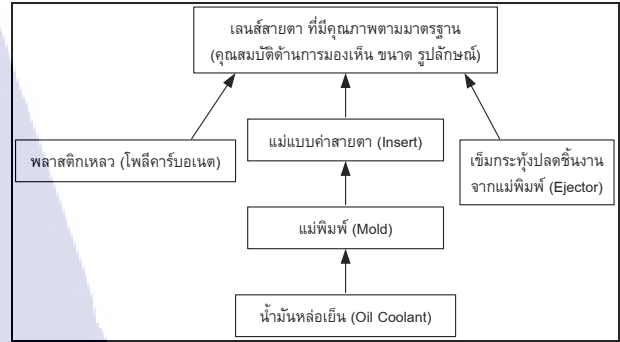 เลนส์สายตา ที่มีคุณภาพตามมาตรฐาน
(คุณสมบัติด้านการมองเห็น ขนาด รูปลักษณ์)
พลาสติกเหลว (โพลีคาร์บอเนต)
แม่แบบค่าสายตา (Insert)
เข็มกระทุ้งปลดชิ้นงาน
จากแม่พิมพ์ (Ejector)
แม่พิมพ์ (Mold)
น้ำมันหล่อเย็น (Oil Coolant)